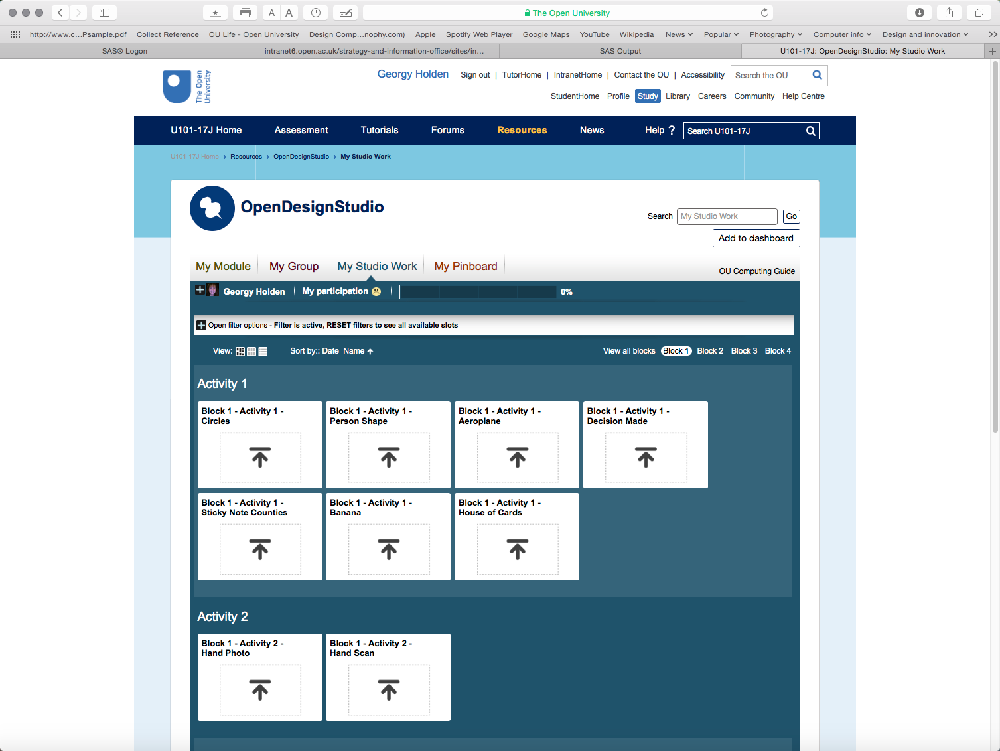 A A
The Open University
http://www.c...Psample.pdf Collect Reference OU Life - Open University Design Comp...nophy.com) Apple Spotify Web Player Google Maps YouTube Wikipedia News Popular Photography Computer info Design and innovation >>
SAS® Logon intranet6.open.ac.uk/strategy-and-information-office/sites/in... SAS Output U101-17J: OpenDesignStudio: My Studio Work +
The Open University
Georgy Holden Sign out | TutorHome | IntranetHome | Contact the OU | Accessibility Search the OU
StudentHome Profile Study Library Careers Community Help Centre
U101-17J Home Assessment Tutorials Forums Resources News Help ? Search U101-17J
U101-17J Home > Resources > OpenDesignStudio > My Studio Work
OpenDesignStudio
Search My Studio Work Go
Add to dashboard
My Module My Group My Studio Work My Pinboard
OU Computing Guide
Georgy Holden My participation 0%
Open filter options - Filter is active, RESET filters to see all available slots
View: Sort by:: Date Name View all blocks Block 1 Block 2 Block 3 Block 4
Activity 1
Block 1 - Activity 1 -
Circles
Block 1 - Activity 1 -
Person Shape
Block 1 - Activity 1 -
Aeroplane
Block 1 - Activity 1 -
Decision Made
Block 1 - Activity 1 -
Sticky Note Counties
Block 1 - Activity 1 -
Banana
Block 1 - Activity 1 -
House of Cards
Activity 2
Block 1 - Activity 2 -
Hand Photo
Block 1 - Activity 2 -
Hand Scan